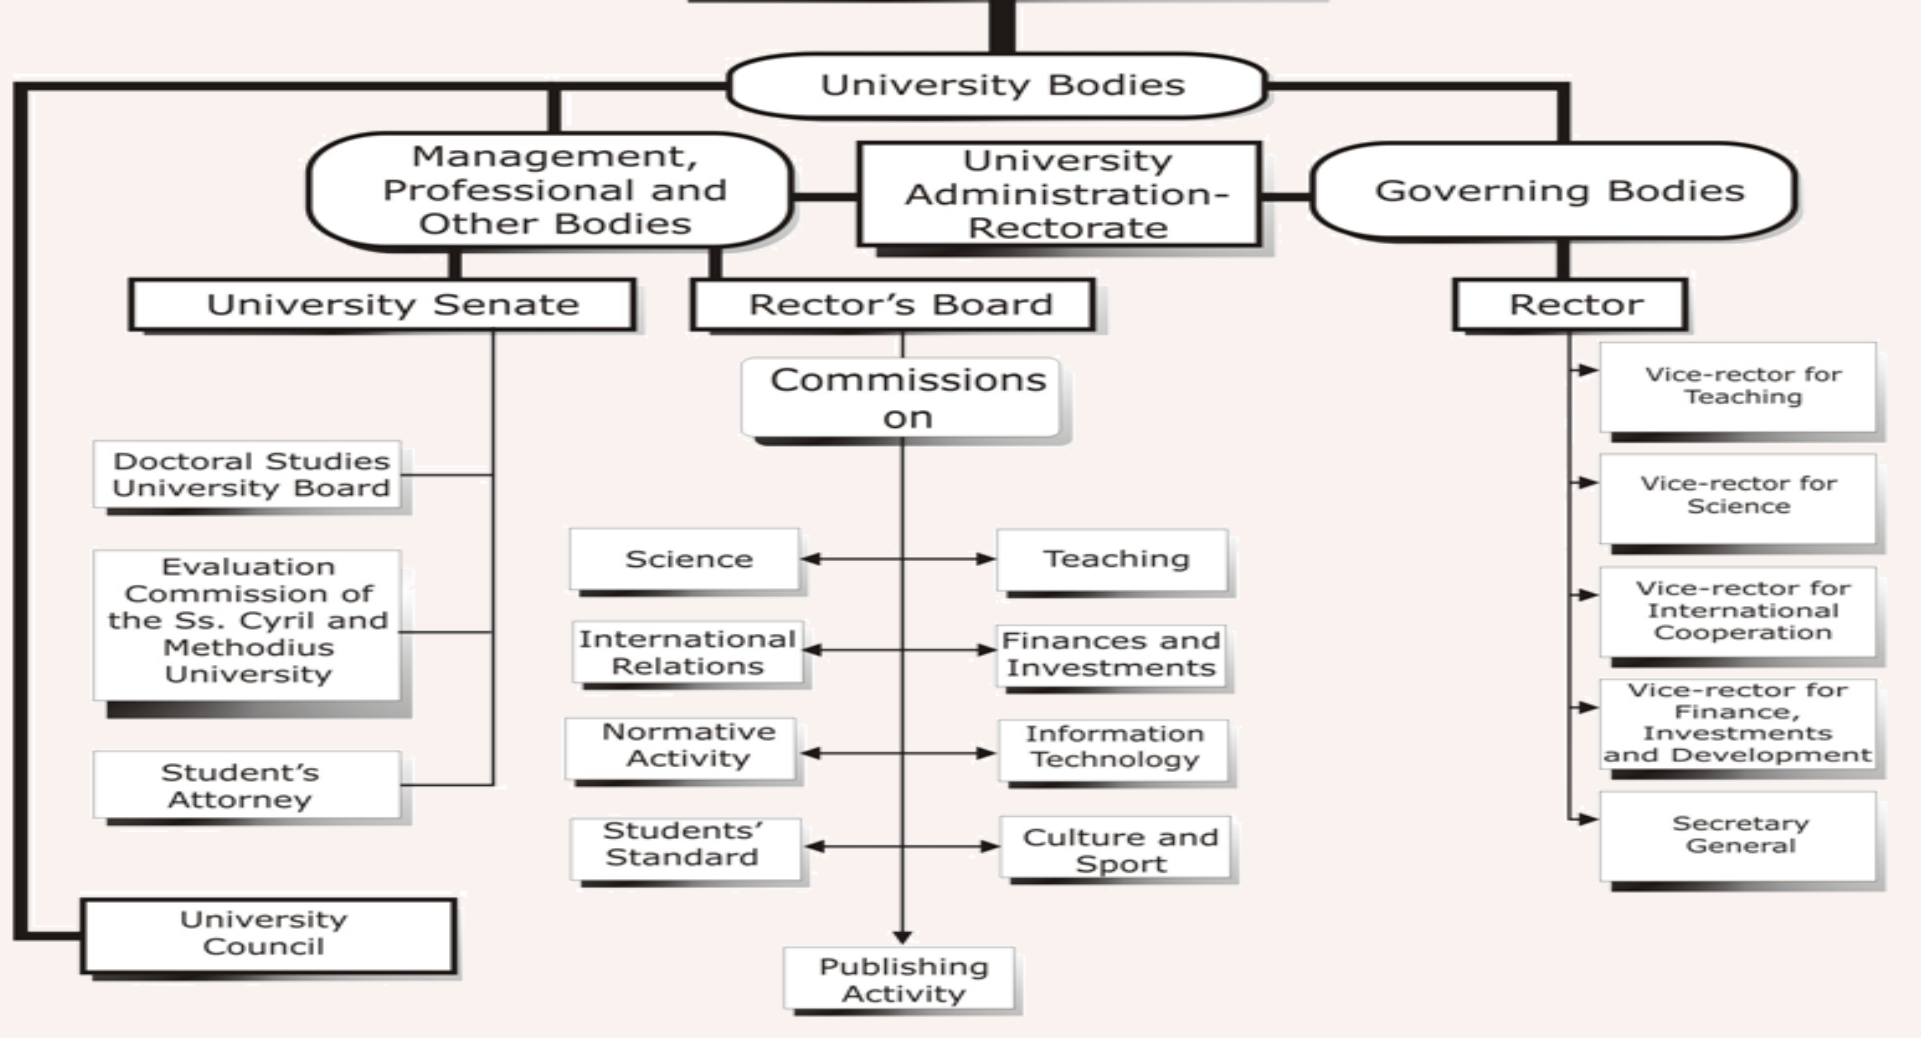 University Bodies
Management,
Professional and
Other Bodies
University
Administration-
Rectorate
Governing Bodies
University Senate
Rector’s Board
Rector
Commissions
on
Doctoral Studies
University Board
Evaluation
Commission of
the Ss. Cyril and
Methodius
University
Student’s
Attorney
University
Council
Science
Teaching
International
Relations
Finances and
Investments
Normative
Activity
Information
Technology
Students’
Standard
Culture and
Sport
Publishing
Activity
Vice-rector for
Teaching
Vice-rector for
Science
Vice-rector for
International
Cooperation
Vice-rector for
Finance,
Investments
and Development
Secretary
General